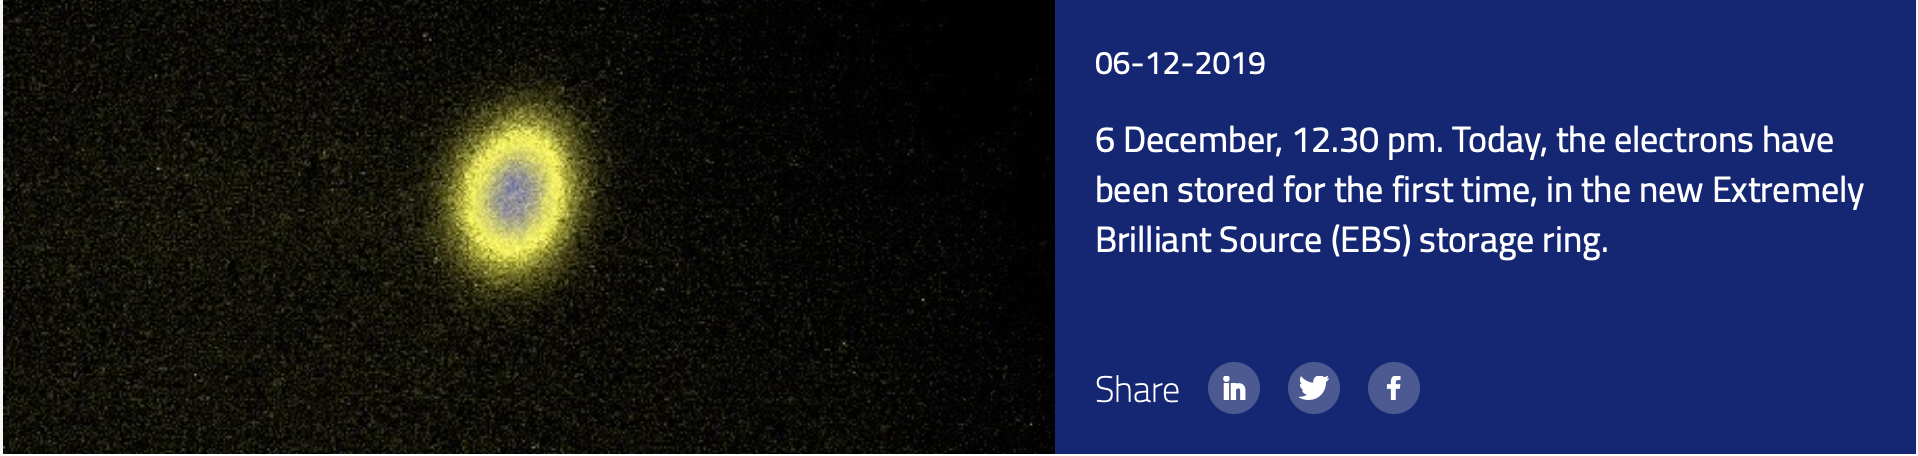 06-12-2019
6 December, 12.30 pm. Today, the electrons have
been stored for the first time, in the new Extremely
Brilliant Source (EBS) storage ring.
Share in f